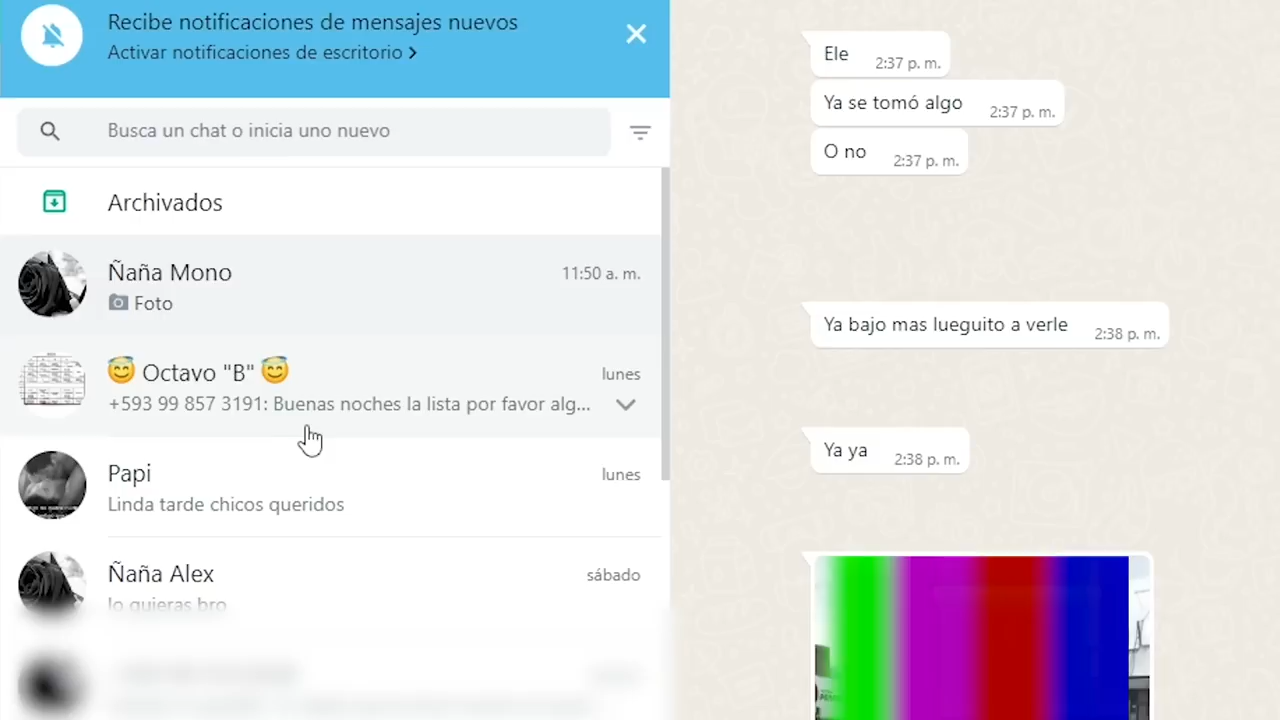 Recibe notificaciones de mensajes nuevos
Activar notificaciones de escritorio >
Busca un chat o inicia uno nuevo
Archivados
Ñaña Mono
11:50 a. m.
Foto
😇 Octavo "B" 😇
lunes
+593 99 857 3191: Buenas noches la lista por favor alg...
Papi
lunes
Linda tarde chicos queridos
Ñaña Alex
sábado
lo quieras bro
Ele 2:37 p. m.
Ya se tomó algo 2:37 p. m.
O no 2:37 p. m.
Ya bajo mas lueguito a verle 2:38 p. m.
Ya ya 2:38 p. m.